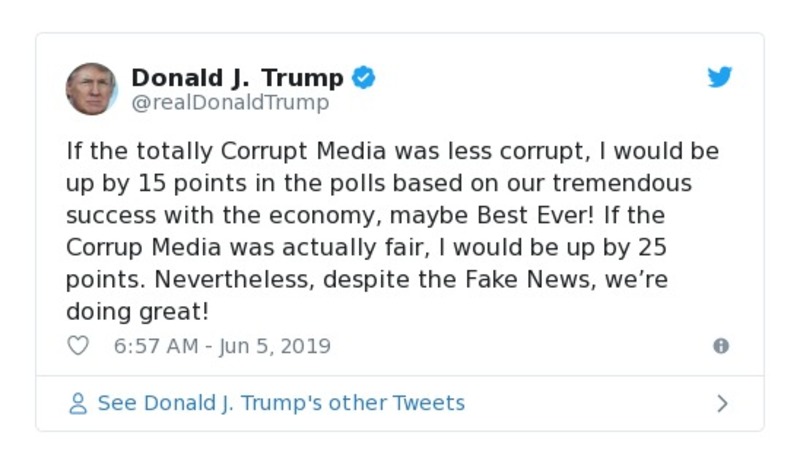 Donald J. Trump
@realDonaldTrump
If the totally Corrupt Media was less corrupt, I would be
up by 15 points in the polls based on our tremendous
success with the economy, maybe Best Ever! If the
Corrup Media was actually fair, I would be up by 25
points. Nevertheless, despite the Fake News, we’re
doing great!
6:57 AM - Jun 5, 2019
See Donald J. Trump's other Tweets